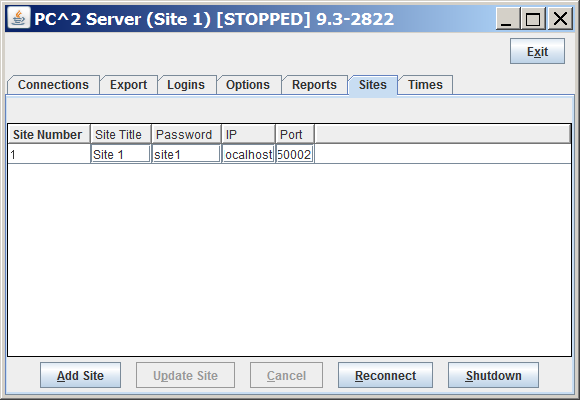 PC^2 Server (Site 1) [STOPPED] 9.3-2822
Exit
Connections Export Logins Options Reports Sites Times
Site Number Site Title Password IP Port
1 Site 1 site1 ocalhost 50002
Add Site Update Site Cancel Reconnect Shutdown